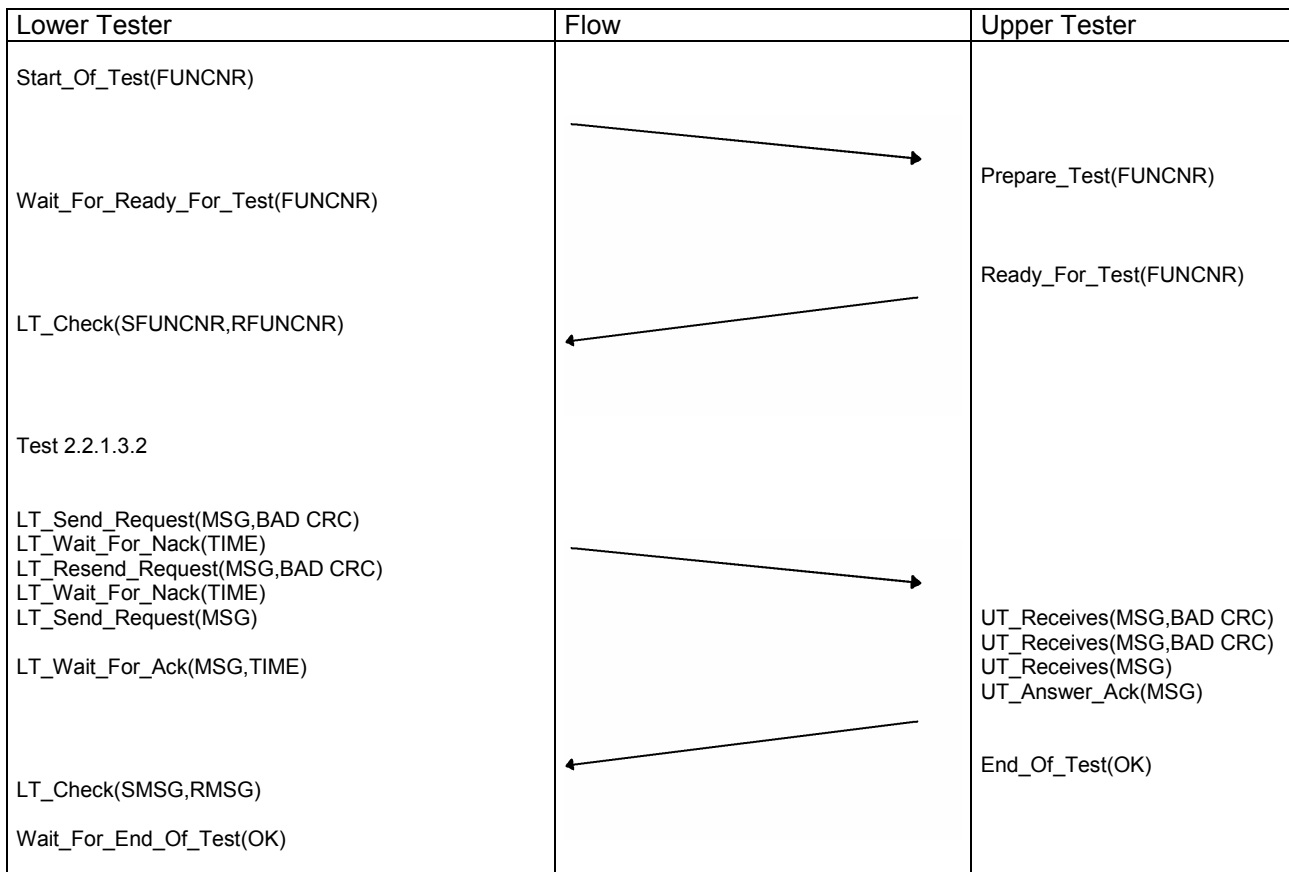 Lower Tester
Flow
Upper Tester
Start_Of_Test(FUNCNR)
Prepare_Test(FUNCNR)
Wait_For_Ready_For_Test(FUNCNR)
Ready_For_Test(FUNCNR)
LT_Check(SFUNCNR,RFUNCNR)
Test 2.2.1.3.2
LT_Send_Request(MSG,BAD CRC)
LT_Wait_For_Nack(TIME)
LT_Resend_Request(MSG,BAD CRC)
LT_Wait_For_Nack(TIME)
LT_Send_Request(MSG)
UT_Receives(MSG,BAD CRC)
UT_Receives(MSG,BAD CRC)
LT_Wait_For_Ack(MSG,TIME)
UT_Receives(MSG)
UT_Answer_Ack(MSG)
End_Of_Test(OK)
LT_Check(SMSG,RMSG)
Wait_For_End_Of_Test(OK)